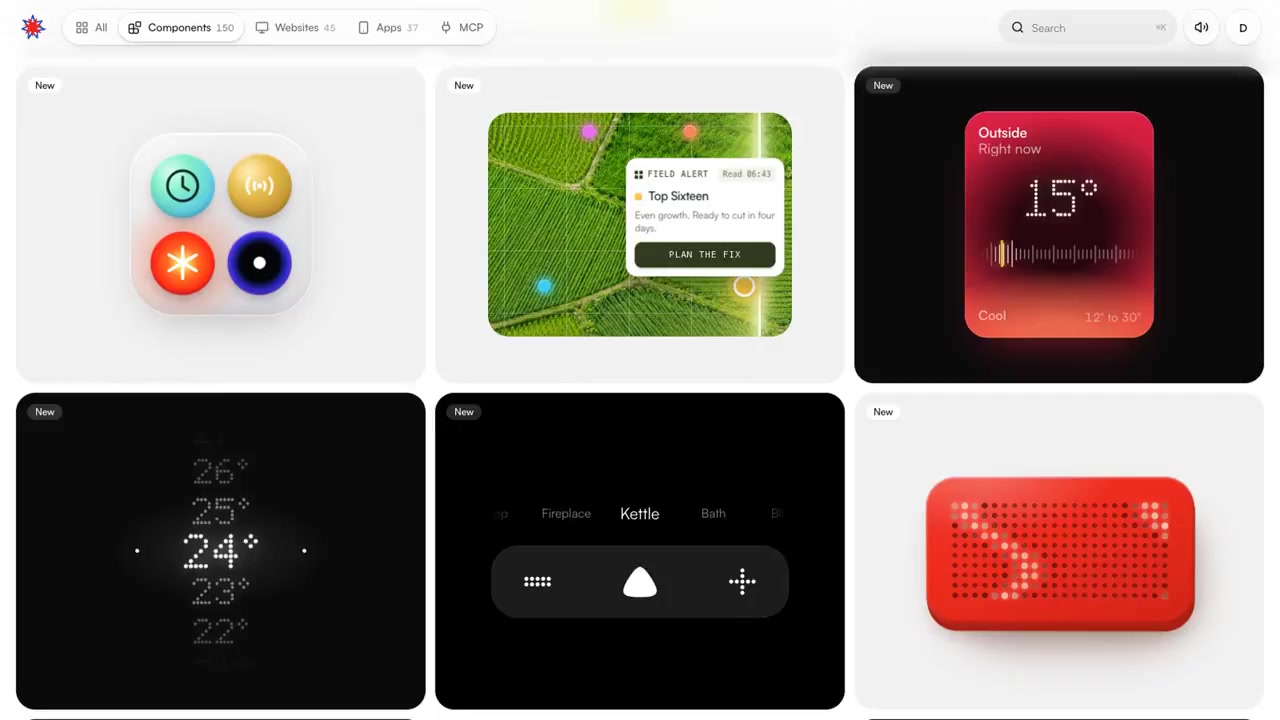 All
Components 150
Websites 45
Apps 37
MCP
Search
⌘K
D
New
New
FIELD ALERT
Read 06:43
Top Sixteen
Even growth. Ready to cut in four
days.
PLAN THE FIX
New
Outside
Right now
15°
Cool
12° to 30°
New
26°
25°
24°
23°
22°
New
Fireplace
Kettle
Bath
New